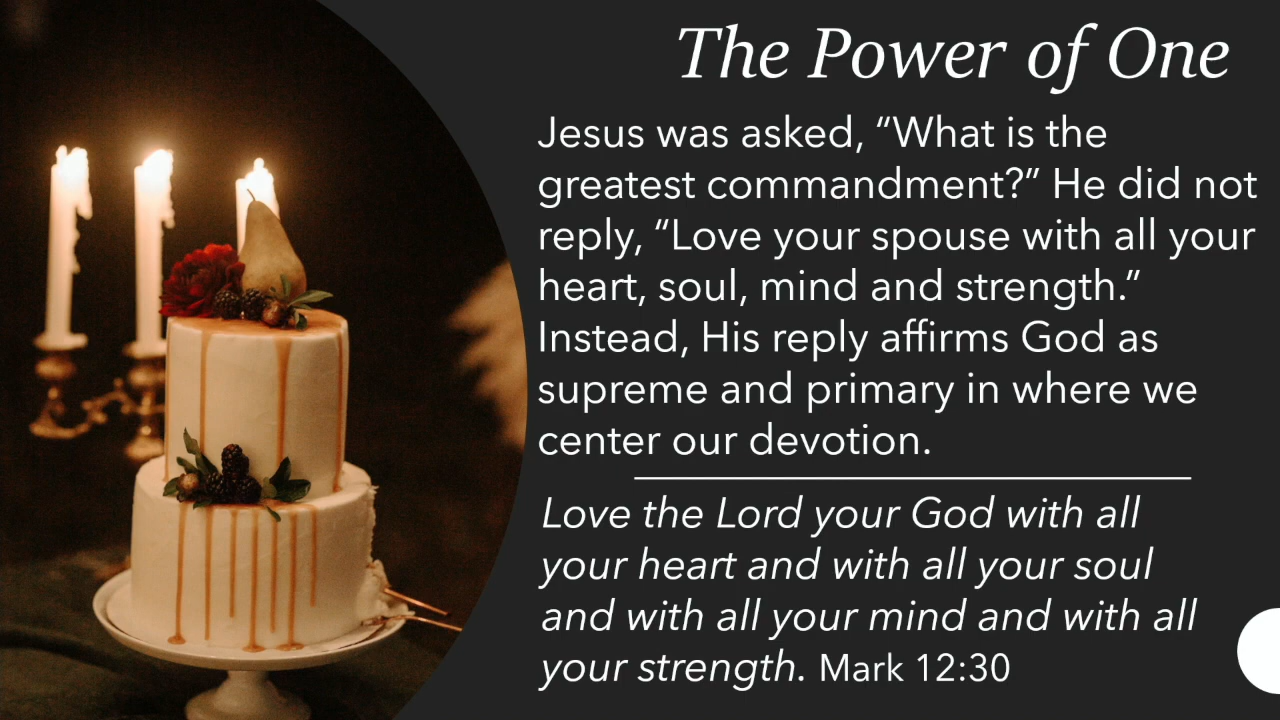 The Power of One
Jesus was asked, “What is the
greatest commandment?” He did not
reply, “Love your spouse with all your
heart, soul, mind and strength.”
Instead, His reply affirms God as
supreme and primary in where we
center our devotion.
Love the Lord your God with all
your heart and with all your soul
and with all your mind and with all
your strength. Mark 12:30